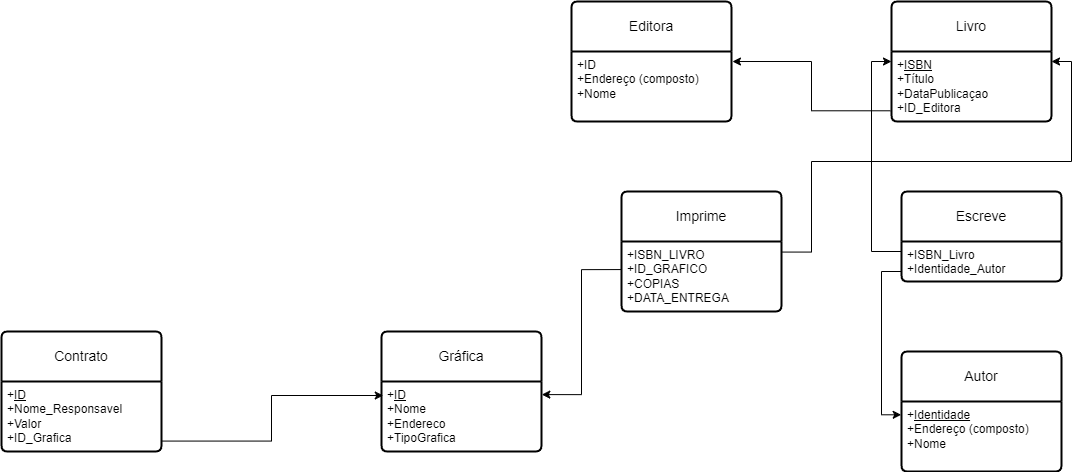 Editora
+ID
+Endereço (composto)
+Nome
Livro
+ISBN
+Título
+DataPublicaçao
+ID_Editora
Imprime
+ISBN_LIVRO
+ID_GRAFICO
+COPIAS
+DATA_ENTREGA
Escreve
+ISBN_Livro
+Identidade_Autor
Contrato
+ID
+Nome_Responsavel
+Valor
+ID_Grafica
Gráfica
+ID
+Nome
+Endereco
+TipoGrafica
Autor
+Identidade
+Endereço (composto)
+Nome